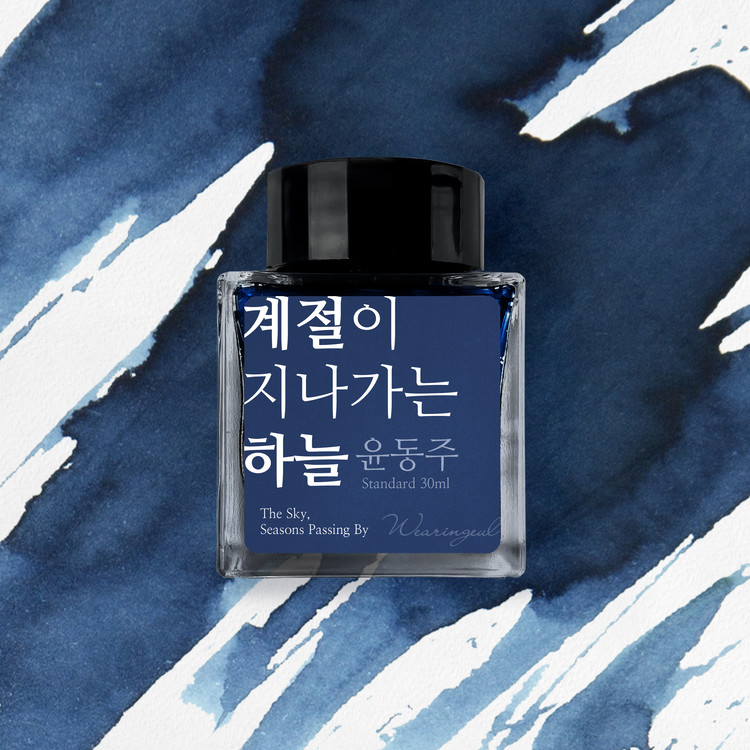 계절이
지나가는
하늘 윤동주
Standard 30ml
The Sky,
Seasons Passing By
Wearingeul